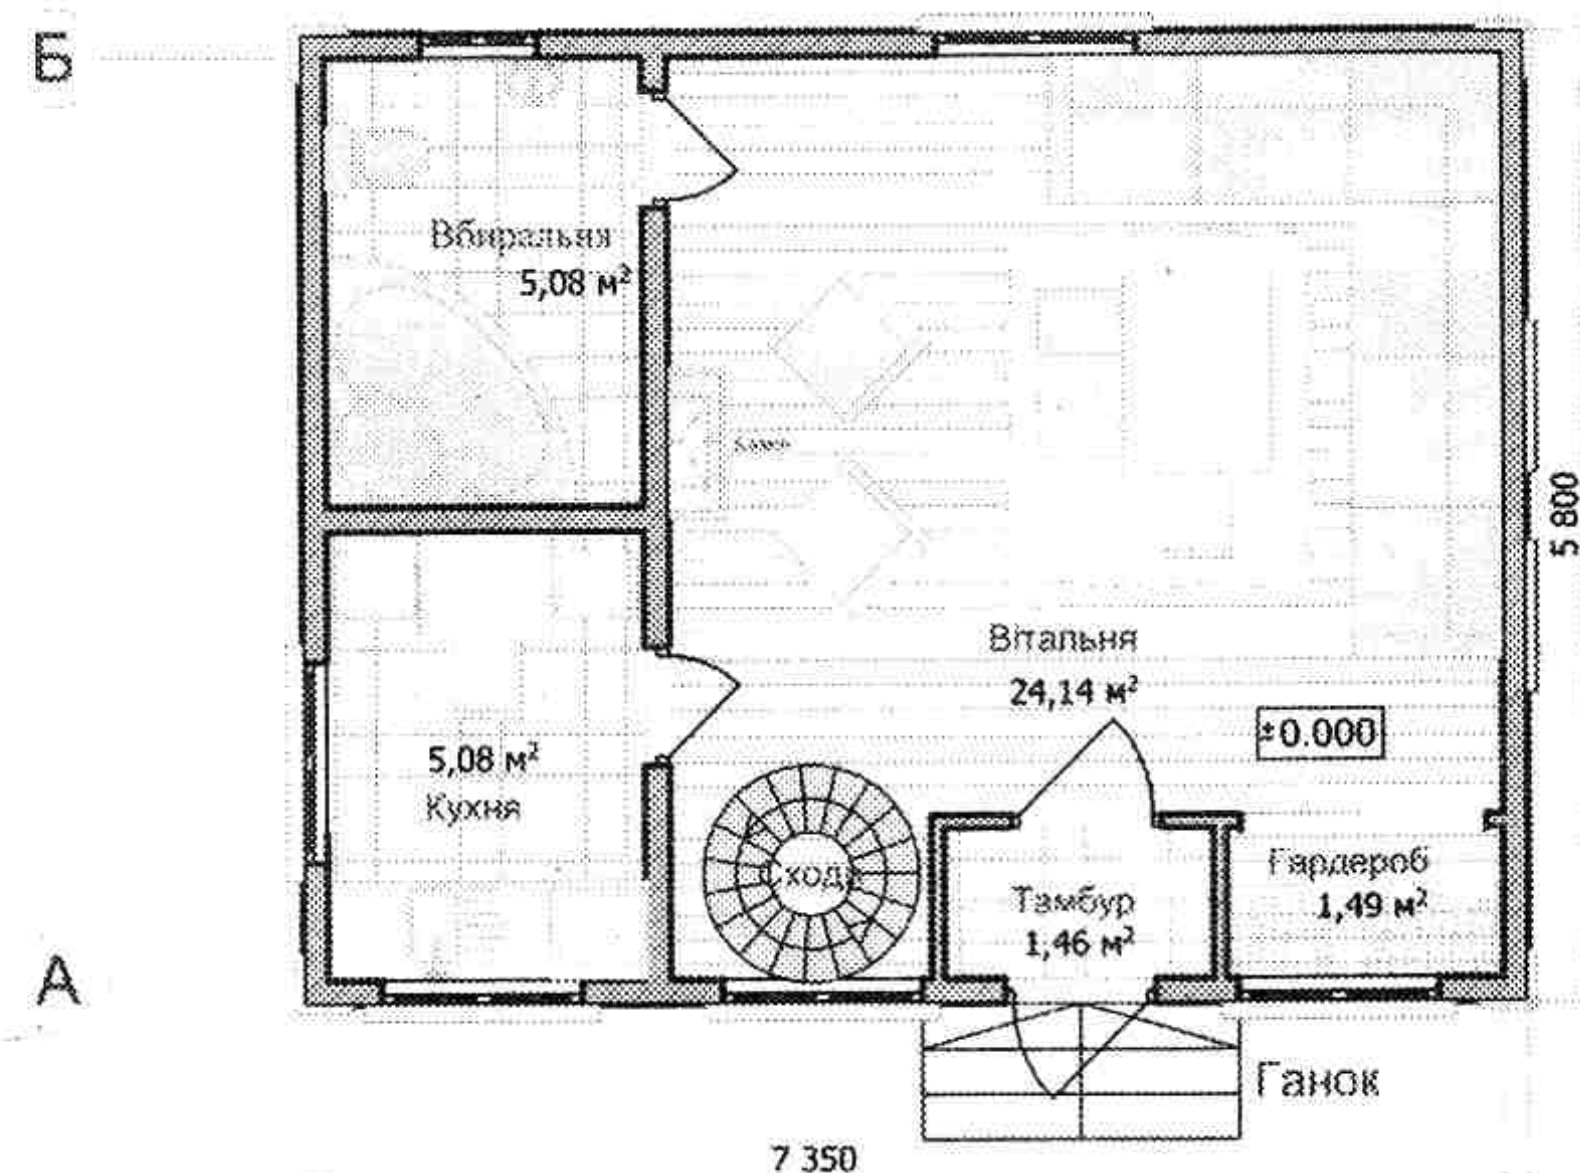 Б
Вбиральня
5,08 м²
5 800
Вітальня
24,14 м²
±0.000
5,08 м²
Кухня
Сходи
Гардероб
1,49 м²
Тамбур
1,46 м²
А
Ганок
7 350